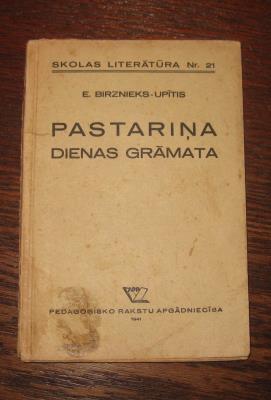 SKOLAS LITERĀTŪRA Nr. 21
E. BIRZNIEKS-UPĪTIS
PASTARIŅA
DIENAS GRĀMATA
PEDAGOĢISKO RAKSTU APGĀDNIECĪBA
1941